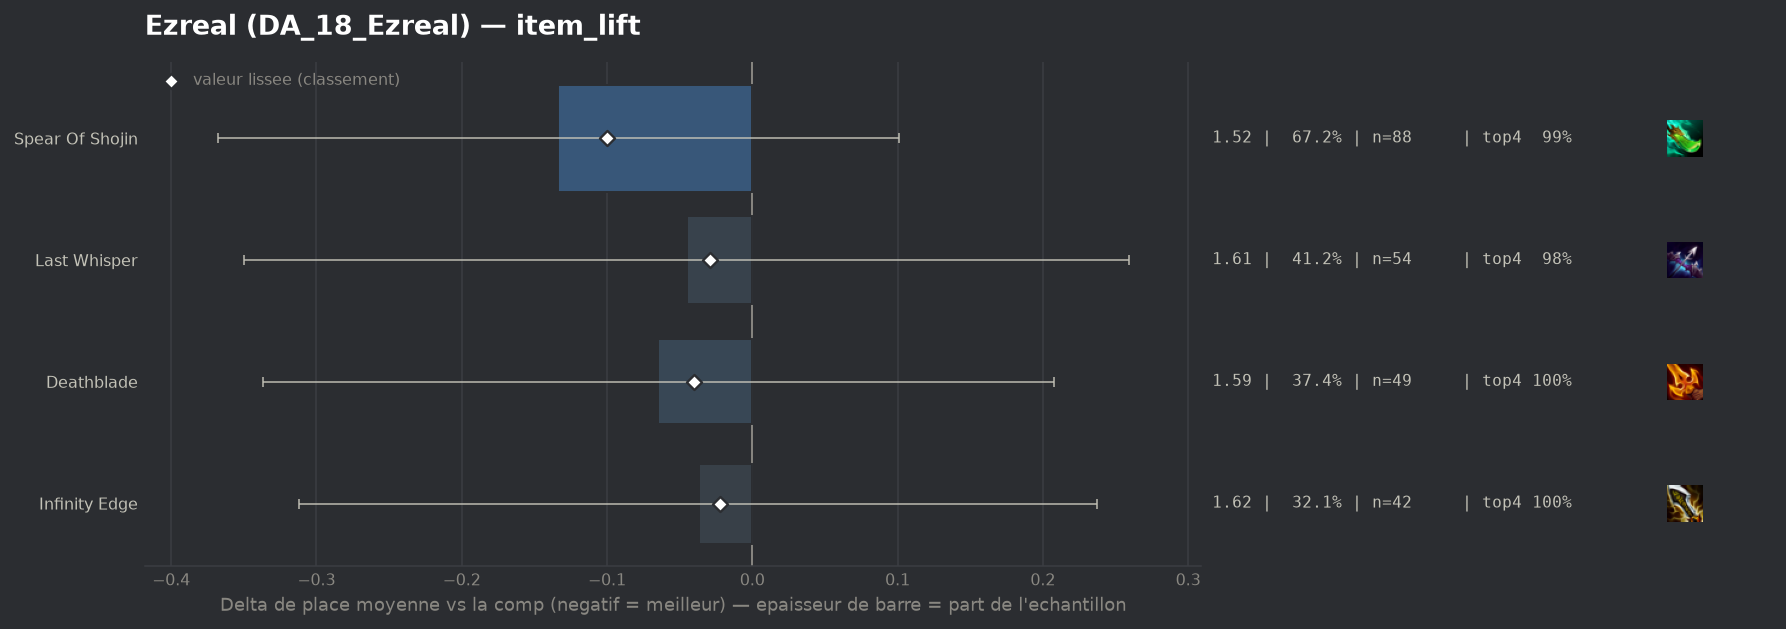 Ezreal (DA_18_Ezreal) — item_lift
valeur lissee (classement)
Spear Of Shojin 1.52 | 67.2% | n=88 | top4 99%
Last Whisper 1.61 | 41.2% | n=54 | top4 98%
Deathblade 1.59 | 37.4% | n=49 | top4 100%
Infinity Edge 1.62 | 32.1% | n=42 | top4 100%
−0.4 −0.3 −0.2 −0.1 0.0 0.1 0.2 0.3
Delta de place moyenne vs la comp (negatif = meilleur) — epaisseur de barre = part de l'echantillon